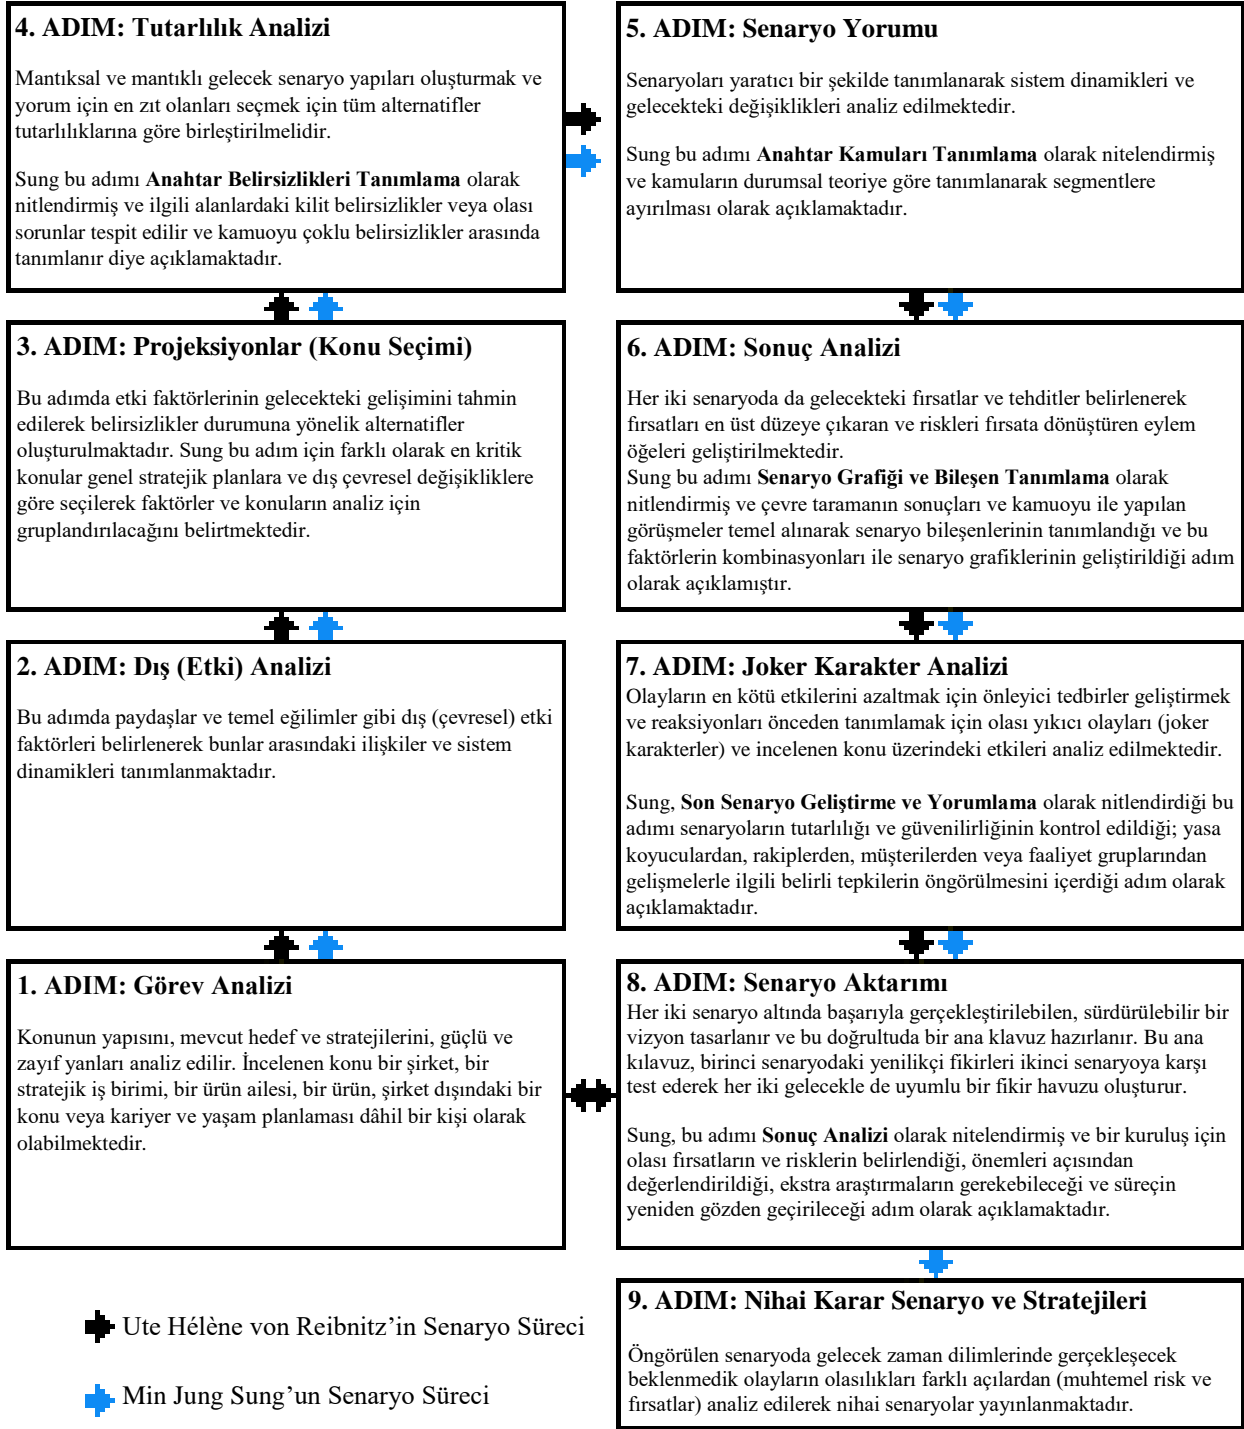 4. ADIM: Tutarlılık Analizi
Mantıksal ve mantıklı gelecek senaryo yapıları oluşturmak ve
yorum için en zıt olanları seçmek için tüm alternatifler
tutarlılıklarına göre birleştirilmelidir.
Sung bu adımı Anahtar Belirsizlikleri Tanımlama olarak
nitlendirmiş ve ilgili alanlardaki kilit belirsizlikler veya olası
sorunlar tespit edilir ve kamuoyu çoklu belirsizlikler arasında
tanımlanır diye açıklamaktadır.
5. ADIM: Senaryo Yorumu
Senaryoları yaratıcı bir şekilde tanımlanarak sistem dinamikleri ve
gelecekteki değişiklikleri analiz edilmektedir.
Sung bu adımı Anahtar Kamuları Tanımlama olarak nitelendirmiş
ve kamuların durumsal teoriye göre tanımlanarak segmentlere
ayırılması olarak açıklamaktadır.
3. ADIM: Projeksiyonlar (Konu Seçimi)
Bu adımda etki faktörlerinin gelecekteki gelişimini tahmin
edilerek belirsizlikler durumuna yönelik alternatifler
oluşturulmaktadır. Sung bu adım için farklı olarak en kritik
konular genel stratejik planlara ve dış çevresel değişikliklere
göre seçilerek faktörler ve konuların analiz için
gruplandırılacağını belirtmektedir.
6. ADIM: Sonuç Analizi
Her iki senaryoda da gelecekteki fırsatlar ve tehditler belirlenerek
fırsatları en üst düzeye çıkaran ve riskleri fırsata dönüştüren eylem
öğeleri geliştirilmektedir.
Sung bu adımı Senaryo Grafiği ve Bileşen Tanımlama olarak
nitlendirmiş ve çevre taramanın sonuçları ve kamuoyu ile yapılan
görüşmeler temel alınarak senaryo bileşenlerinin tanımlandığı ve bu
faktörlerin kombinasyonları ile senaryo grafiklerinin geliştirildiği adım
olarak açıklamıştır.
2. ADIM: Dış (Etki) Analizi
Bu adımda paydaşlar ve temel eğilimler gibi dış (çevresel) etki
faktörleri belirlenerek bunlar arasındaki ilişkiler ve sistem
dinamikleri tanımlanmaktadır.
7. ADIM: Joker Karakter Analizi
Olayların en kötü etkilerini azaltmak için önleyici tedbirler geliştirmek
ve reaksiyonları önceden tanımlamak için olası yıkıcı olayları (joker
karakterler) ve incelenen konu üzerindeki etkileri analiz edilmektedir.
Sung, Son Senaryo Geliştirme ve Yorumlama olarak nitlendirdiği bu
adımı senaryoların tutarlılığı ve güvenilirliğinin kontrol edildiği; yasa
koyuculardan, rakiplerden, müşterilerden veya faaliyet gruplarından
gelişmelerle ilgili belirli tepkilerin öngörülmesini içerdiği adım olarak
açıklamaktadır.
1. ADIM: Görev Analizi
Konunun yapısını, mevcut hedef ve stratejilerini, güçlü ve
zayıf yanları analiz edilir. İncelenen konu bir şirket, bir
stratejik iş birimi, bir ürün ailesi, bir ürün, şirket dışındaki bir
konu veya kariyer ve yaşam planlaması dâhil bir kişi olarak
olabilmektedir.
8. ADIM: Senaryo Aktarımı
Her iki senaryo altında başarıyla gerçekleştirilebilen, sürdürülebilir bir
vizyon tasarlanır ve bu doğrultuda bir ana klavuz hazırlanır. Bu ana
kılavuz, birinci senaryodaki yenilikçi fikirleri ikinci senaryoya karşı
test ederek her iki gelecekle de uyumlu bir fikir havuzu oluşturur.
Sung, bu adımı Sonuç Analizi olarak nitelendirmiş ve bir kuruluş için
olası fırsatların ve risklerin belirlendiği, önemleri açısından
değerlendirildiği, ekstra araştırmaların gerekebileceği ve süreçin
yeniden gözden geçirileceği adım olarak açıklamaktadır.
Ute Hélène von Reibnitz’in Senaryo Süreci
Min Jung Sung’un Senaryo Süreci
9. ADIM: Nihai Karar Senaryo ve Stratejileri
Öngörülen senaryoda gelecek zaman dilimlerinde gerçekleşecek
beklenmedik olayların olasılıkları farklı açılardan (muhtemel risk ve
fırsatlar) analiz edilerek nihai senaryolar yayınlanmaktadır.